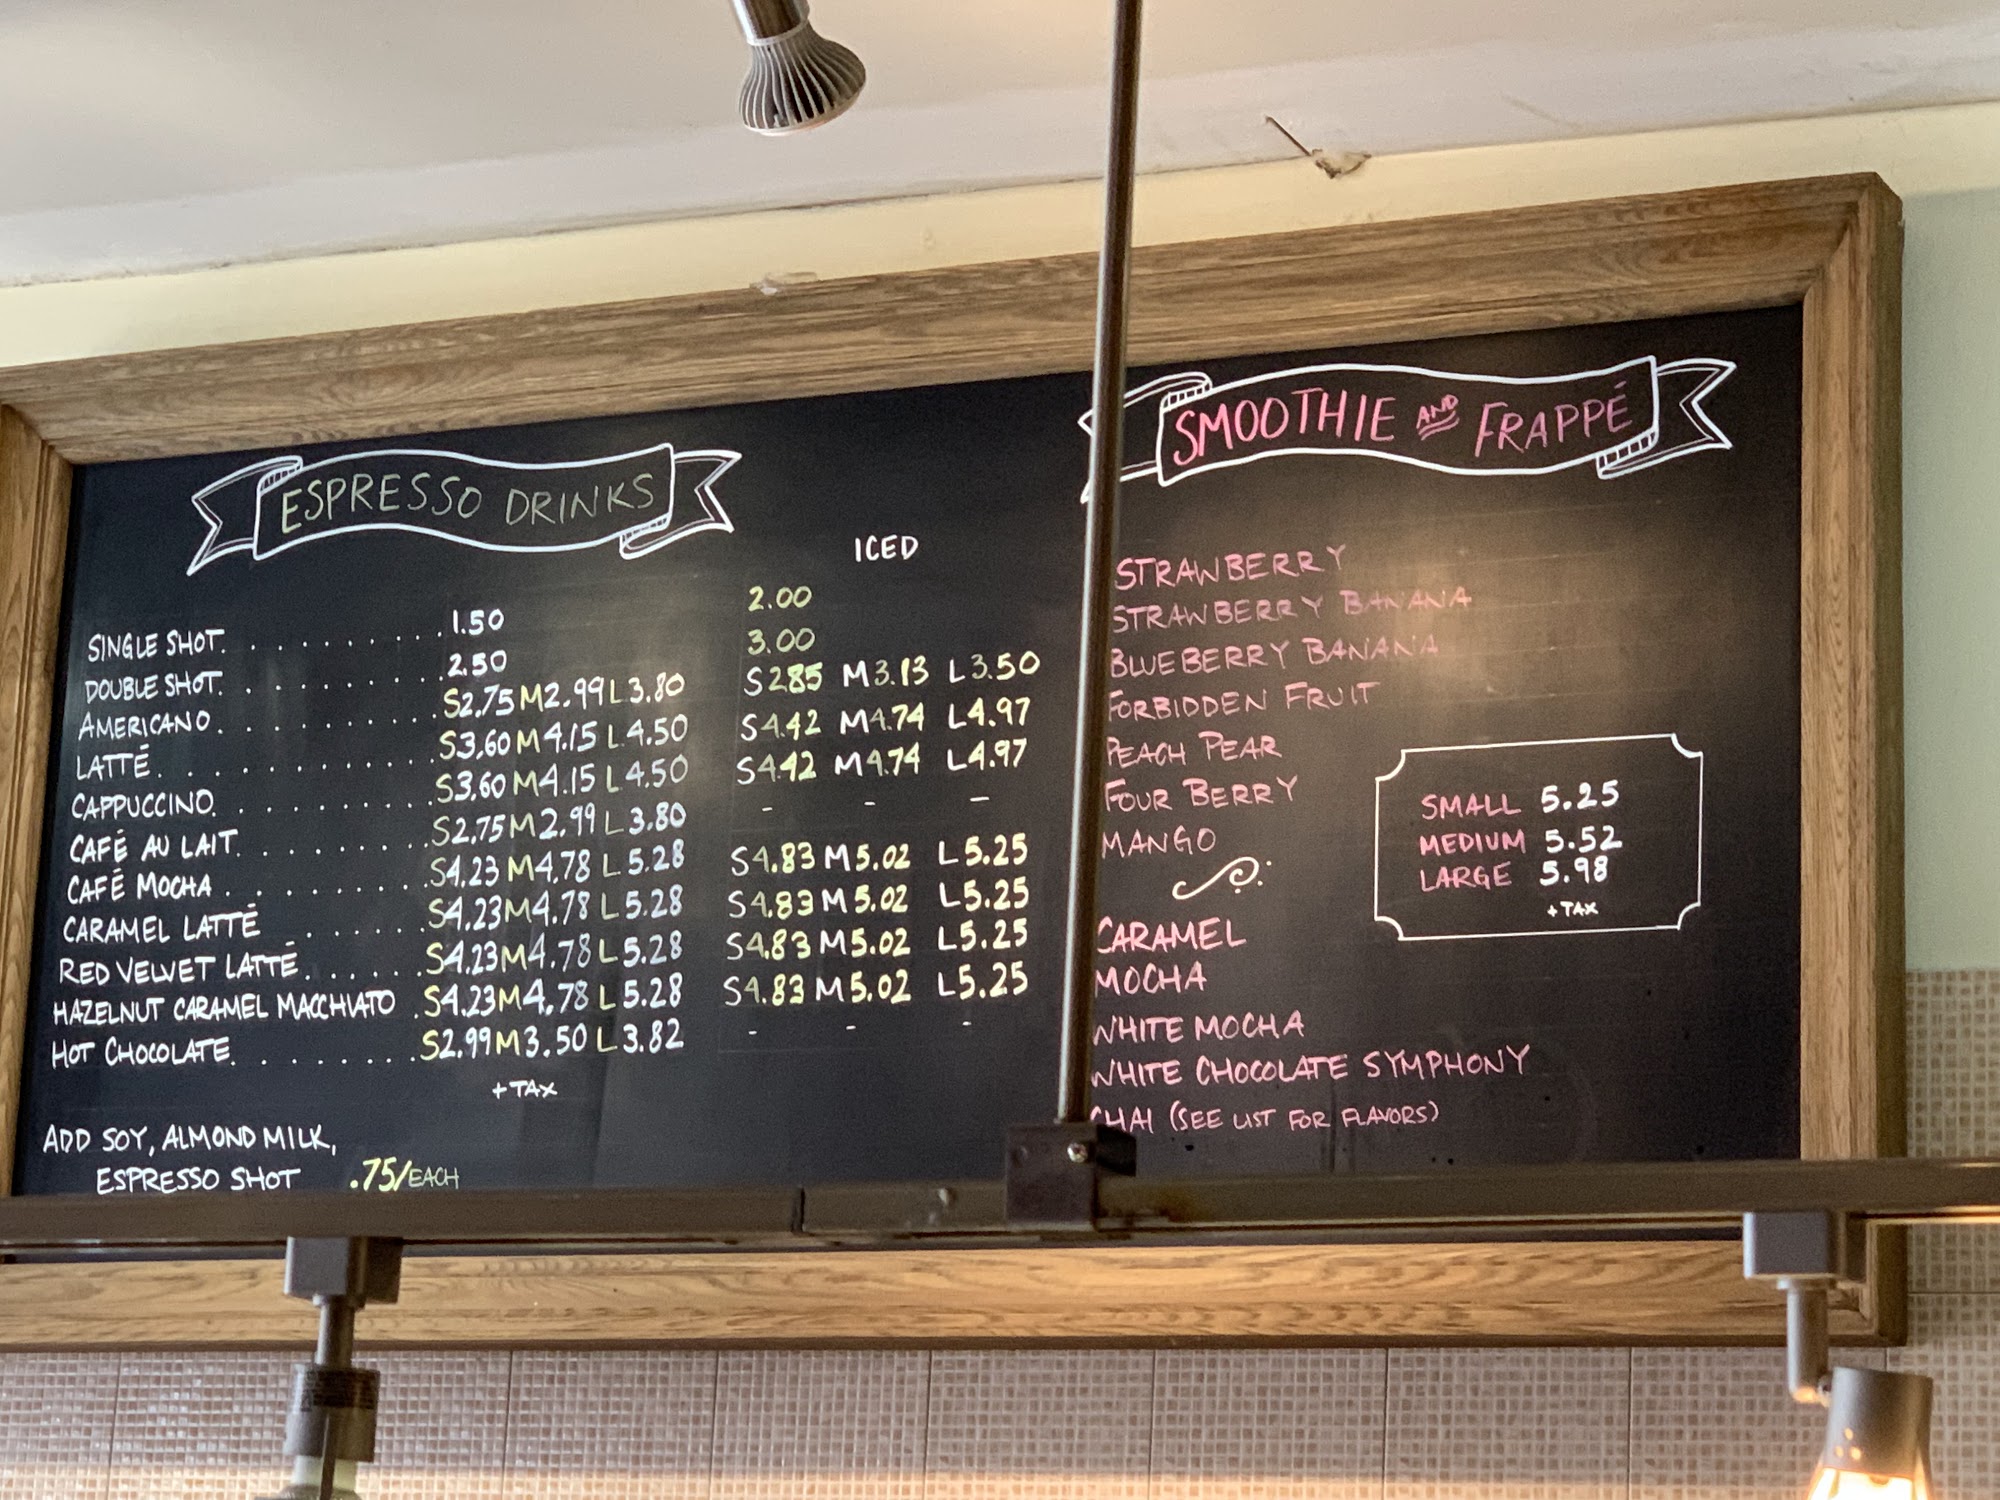 ESPRESSO DRINKS
ICED
SINGLE SHOT. . . . . . . . . . 1.50 2.00
DOUBLE SHOT. . . . . . . . . . 2.50 3.00
AMERICANO . . . . . . . . . . S2.75 M2.99 L3.80 S2.85 M3.13 L3.50
LATTÉ. . . . . . . . . . . . S3.60 M4.15 L4.50 S4.42 M4.74 L4.97
CAPPUCCINO. . . . . . . . . . S3.60 M4.15 L4.50 S4.42 M4.74 L4.97
CAFÉ AU LAIT. . . . . . . . . S2.75 M2.99 L3.80 - - -
CAFÉ MOCHA . . . . . . . . . S4.23 M4.78 L5.28 S4.83 M5.02 L5.25
CARAMEL LATTÉ . . . . . . S4.23 M4.78 L5.28 S4.83 M5.02 L5.25
RED VELVET LATTÉ. . . . . . S4.23 M4.78 L5.28 S4.83 M5.02 L5.25
HAZELNUT CARAMEL MACCHIATO . S4.23 M4.78 L5.28 S4.83 M5.02 L5.25
HOT CHOCOLATE. . . . . . . . S2.99 M3.50 L3.82 - - -
+ TAX
ADD SOY, ALMOND MILK,
ESPRESSO SHOT .75/EACH
SMOOTHIE AND FRAPPÉ
STRAWBERRY
STRAWBERRY BANANA
BLUEBERRY BANANA
FORBIDDEN FRUIT
PEACH PEAR
FOUR BERRY
MANGO
CARAMEL
MOCHA
WHITE MOCHA
WHITE CHOCOLATE SYMPHONY
CHAI (SEE LIST FOR FLAVORS)
SMALL 5.25
MEDIUM 5.52
LARGE 5.98
+ TAX